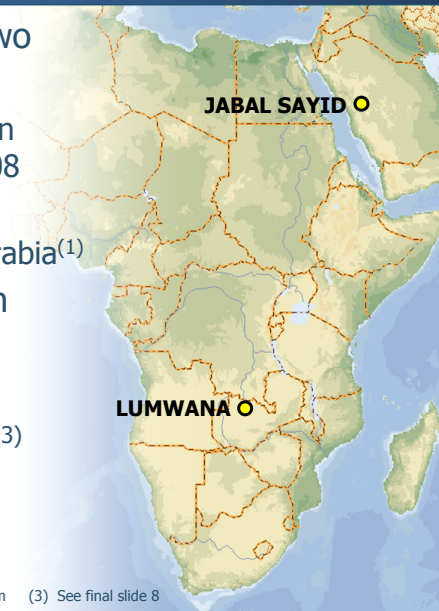 wo
JABAL SAYID
n
08
rabia(1)
n
LUMWANA
3)
m (3) See final slide 8